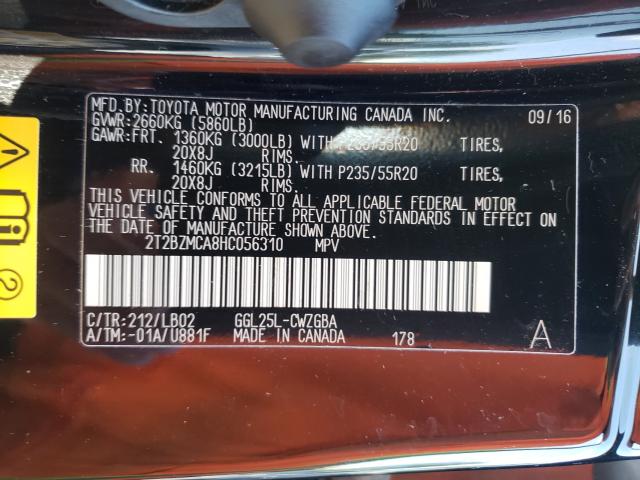 MFD.BY:TOYOTA MOTOR MANUFACTURING CANADA INC. 09/16
GVWR:2660KG (5860LB)
GAWR:FRT. 1360KG (3000LB) WITH P235/55R20 TIRES,
20X8J RIMS.
RR. 1460KG (3215LB) WITH P235/55R20 TIRES,
20X8J RIMS.
THIS VEHICLE CONFORMS TO ALL APPLICABLE FEDERAL MOTOR
VEHICLE SAFETY AND THEFT PREVENTION STANDARDS IN EFFECT ON
THE DATE OF MANUFACTURE SHOWN ABOVE.
2T2BZMCA8HC056310 MPV
C/TR:212/LB02 GGL25L-CWZGBA
A/TM:-01A/U881F MADE IN CANADA 178 A
2